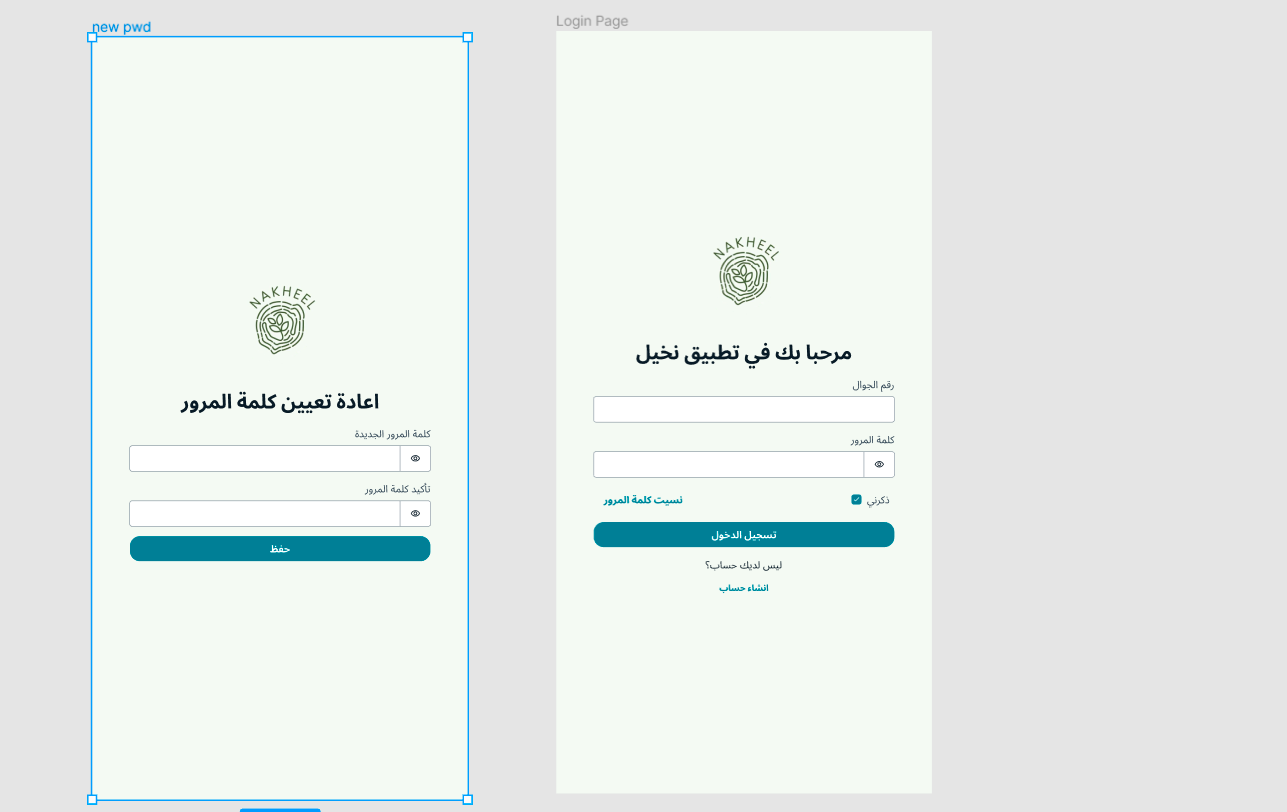 new pwd
NAKHEEL
اعادة تعيين كلمة المرور
كلمة المرور الجديدة
تأكيد كلمة المرور
حفظ
Login Page
NAKHEEL
مرحبا بك في تطبيق نخيل
رقم الجوال
كلمة المرور
ذكرني نسيت كلمة المرور
تسجيل الدخول
ليس لديك حساب؟
انشاء حساب